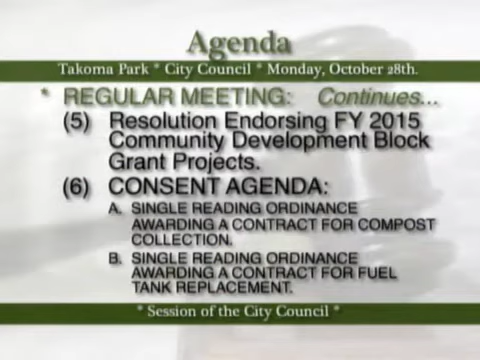 Agenda
Takoma Park * City Council * Monday, October 28th.
* REGULAR MEETING: Continues...
(5) Resolution Endorsing FY 2015
Community Development Block
Grant Projects.
(6) CONSENT AGENDA:
A. SINGLE READING ORDINANCE
AWARDING A CONTRACT FOR COMPOST
COLLECTION.
B. SINGLE READING ORDINANCE
AWARDING A CONTRACT FOR FUEL
TANK REPLACEMENT.
* Session of the City Council *